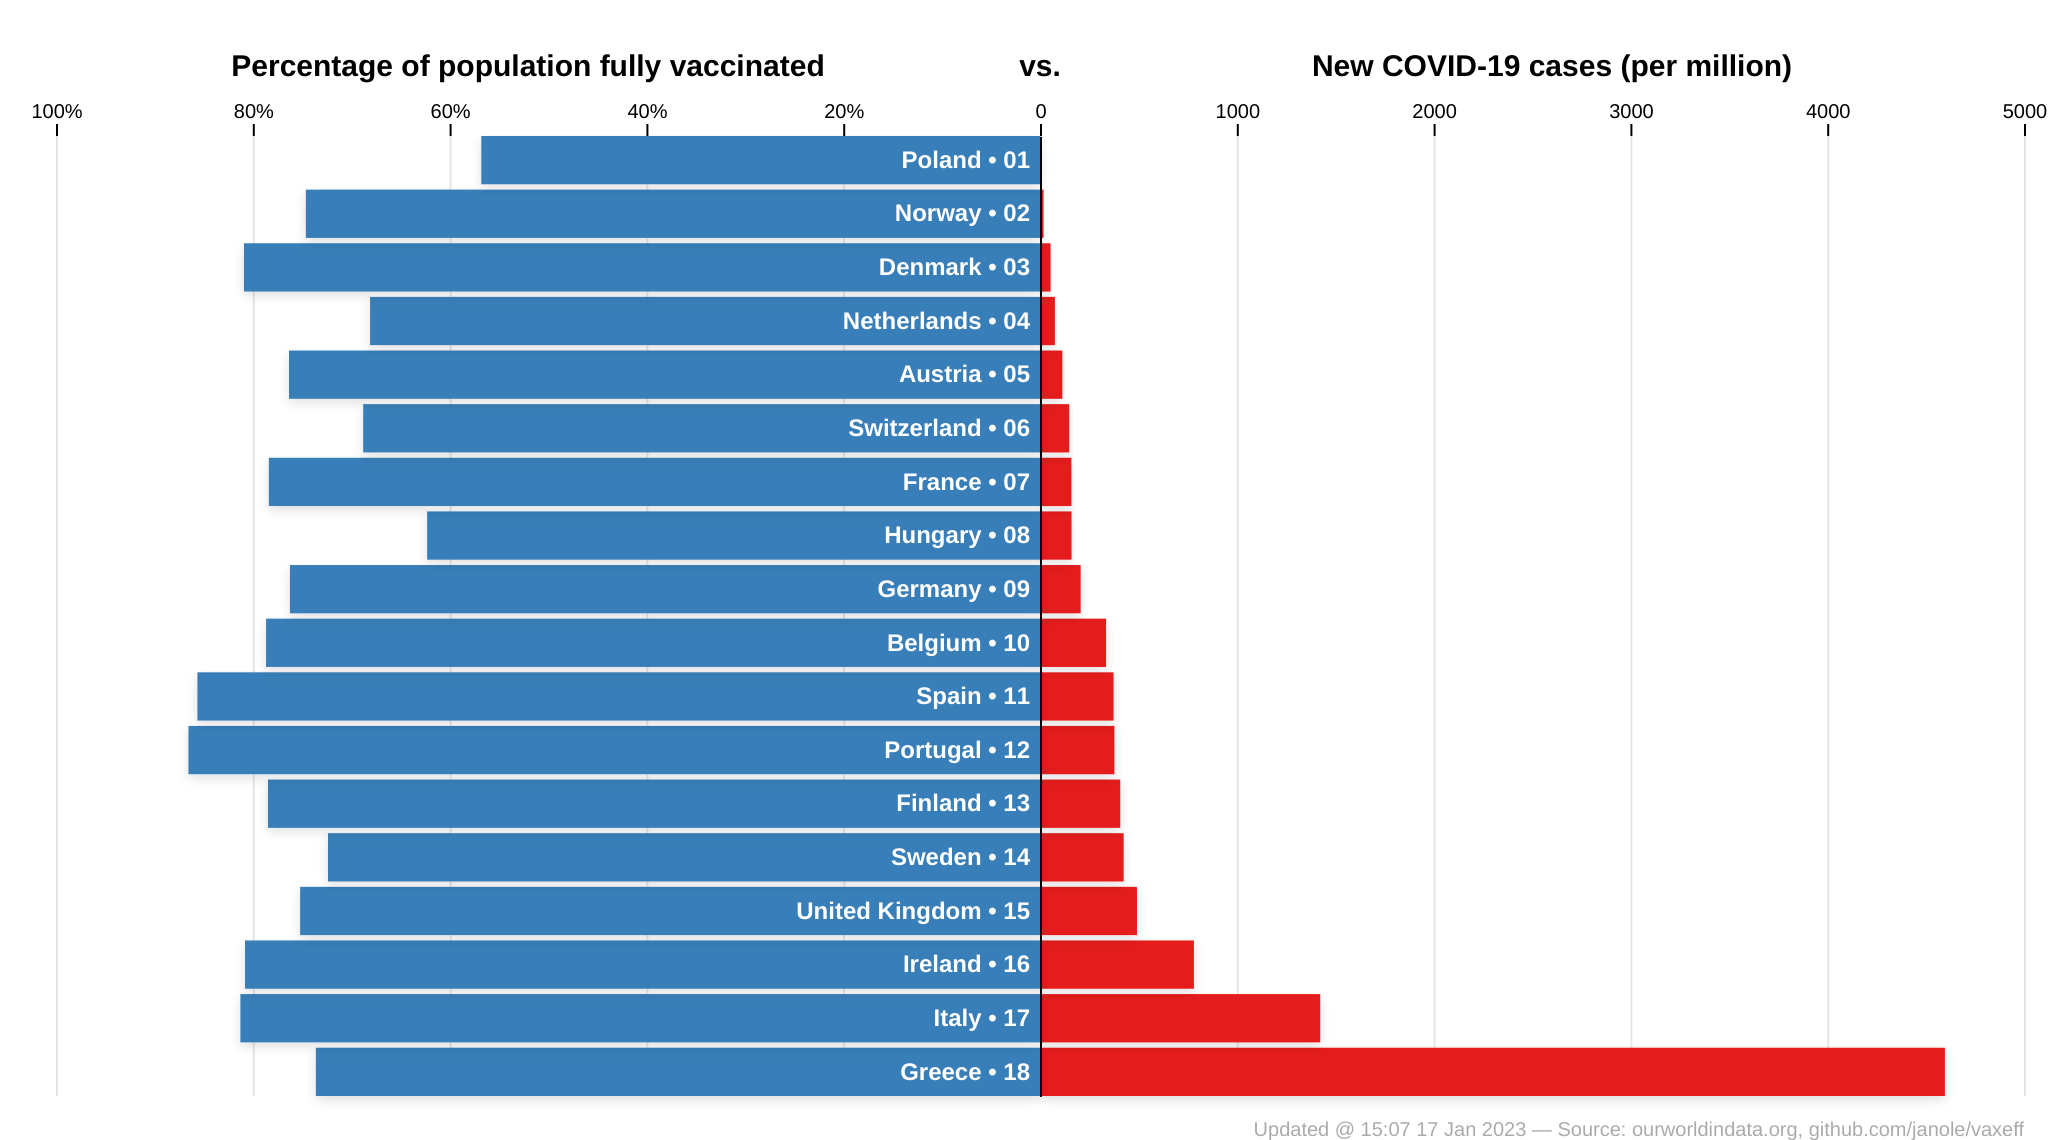 Percentage of population fully vaccinated vs. New COVID-19 cases (per million)
100% 80% 60% 40% 20% 0 1000 2000 3000 4000 5000
Poland • 01
Norway • 02
Denmark • 03
Netherlands • 04
Austria • 05
Switzerland • 06
France • 07
Hungary • 08
Germany • 09
Belgium • 10
Spain • 11
Portugal • 12
Finland • 13
Sweden • 14
United Kingdom • 15
Ireland • 16
Italy • 17
Greece • 18
Updated @ 15:07 17 Jan 2023 — Source: ourworldindata.org, github.com/janole/vaxeff